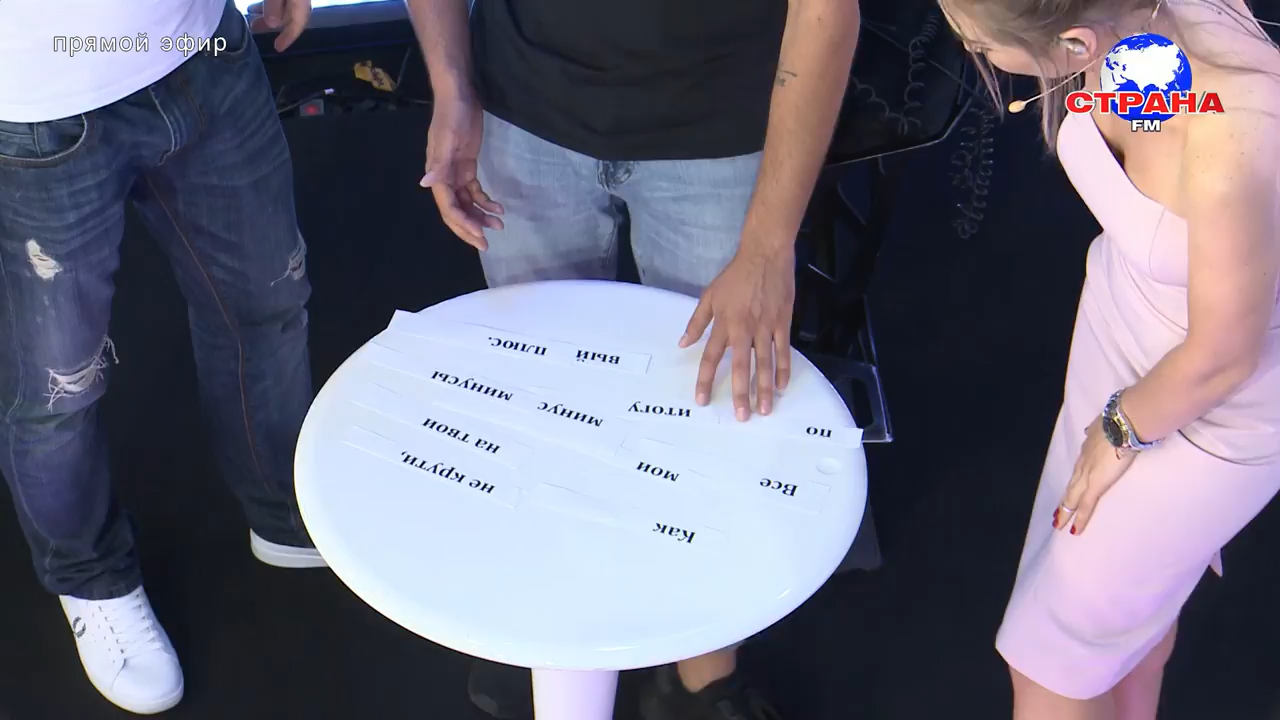 прямой эфир
СТРАНА
FM
Как не крути,
Все мои на твои
минус минусы
по итогу
вый плюс.